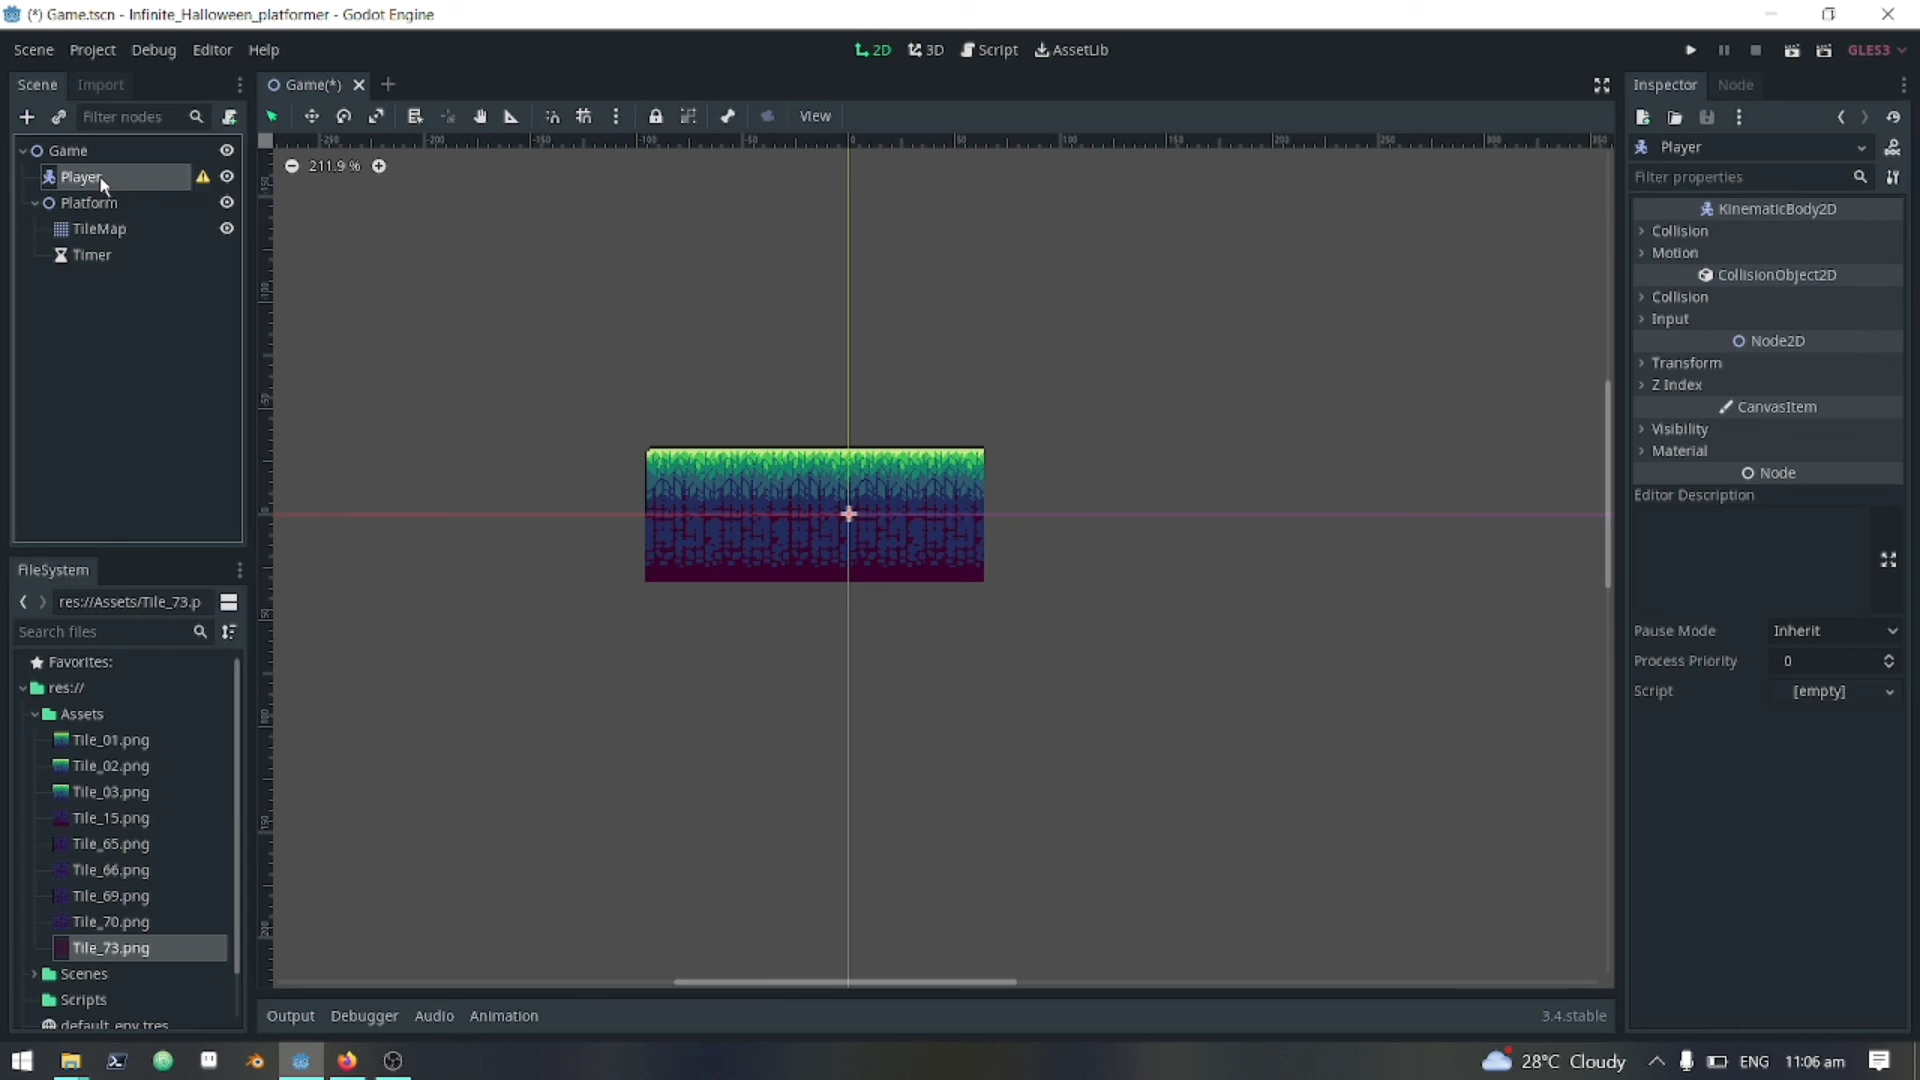 (*) Game.tscn - Infinite_Halloween_platformer - Godot Engine
Scene Project Debug Editor Help
2D 3D Script AssetLib
GLES3
Scene Import
Game(*)
Inspector Node
Filter nodes
View
Player
Filter properties
211.9 %
Game
Player
Platform
TileMap
Timer
KinematicBody2D
Collision
Motion
CollisionObject2D
Collision
Input
Node2D
Transform
Z Index
CanvasItem
Visibility
Material
Node
Editor Description
Pause Mode Inherit
Process Priority 0
Script [empty]
FileSystem
res://Assets/Tile_73.p
Search files
Favorites:
res://
Assets
Tile_01.png
Tile_02.png
Tile_03.png
Tile_15.png
Tile_65.png
Tile_66.png
Tile_69.png
Tile_70.png
Tile_73.png
Scenes
Scripts
default_env.tres
Output Debugger Audio Animation
3.4.stable
28°C Cloudy
ENG 11:06 am